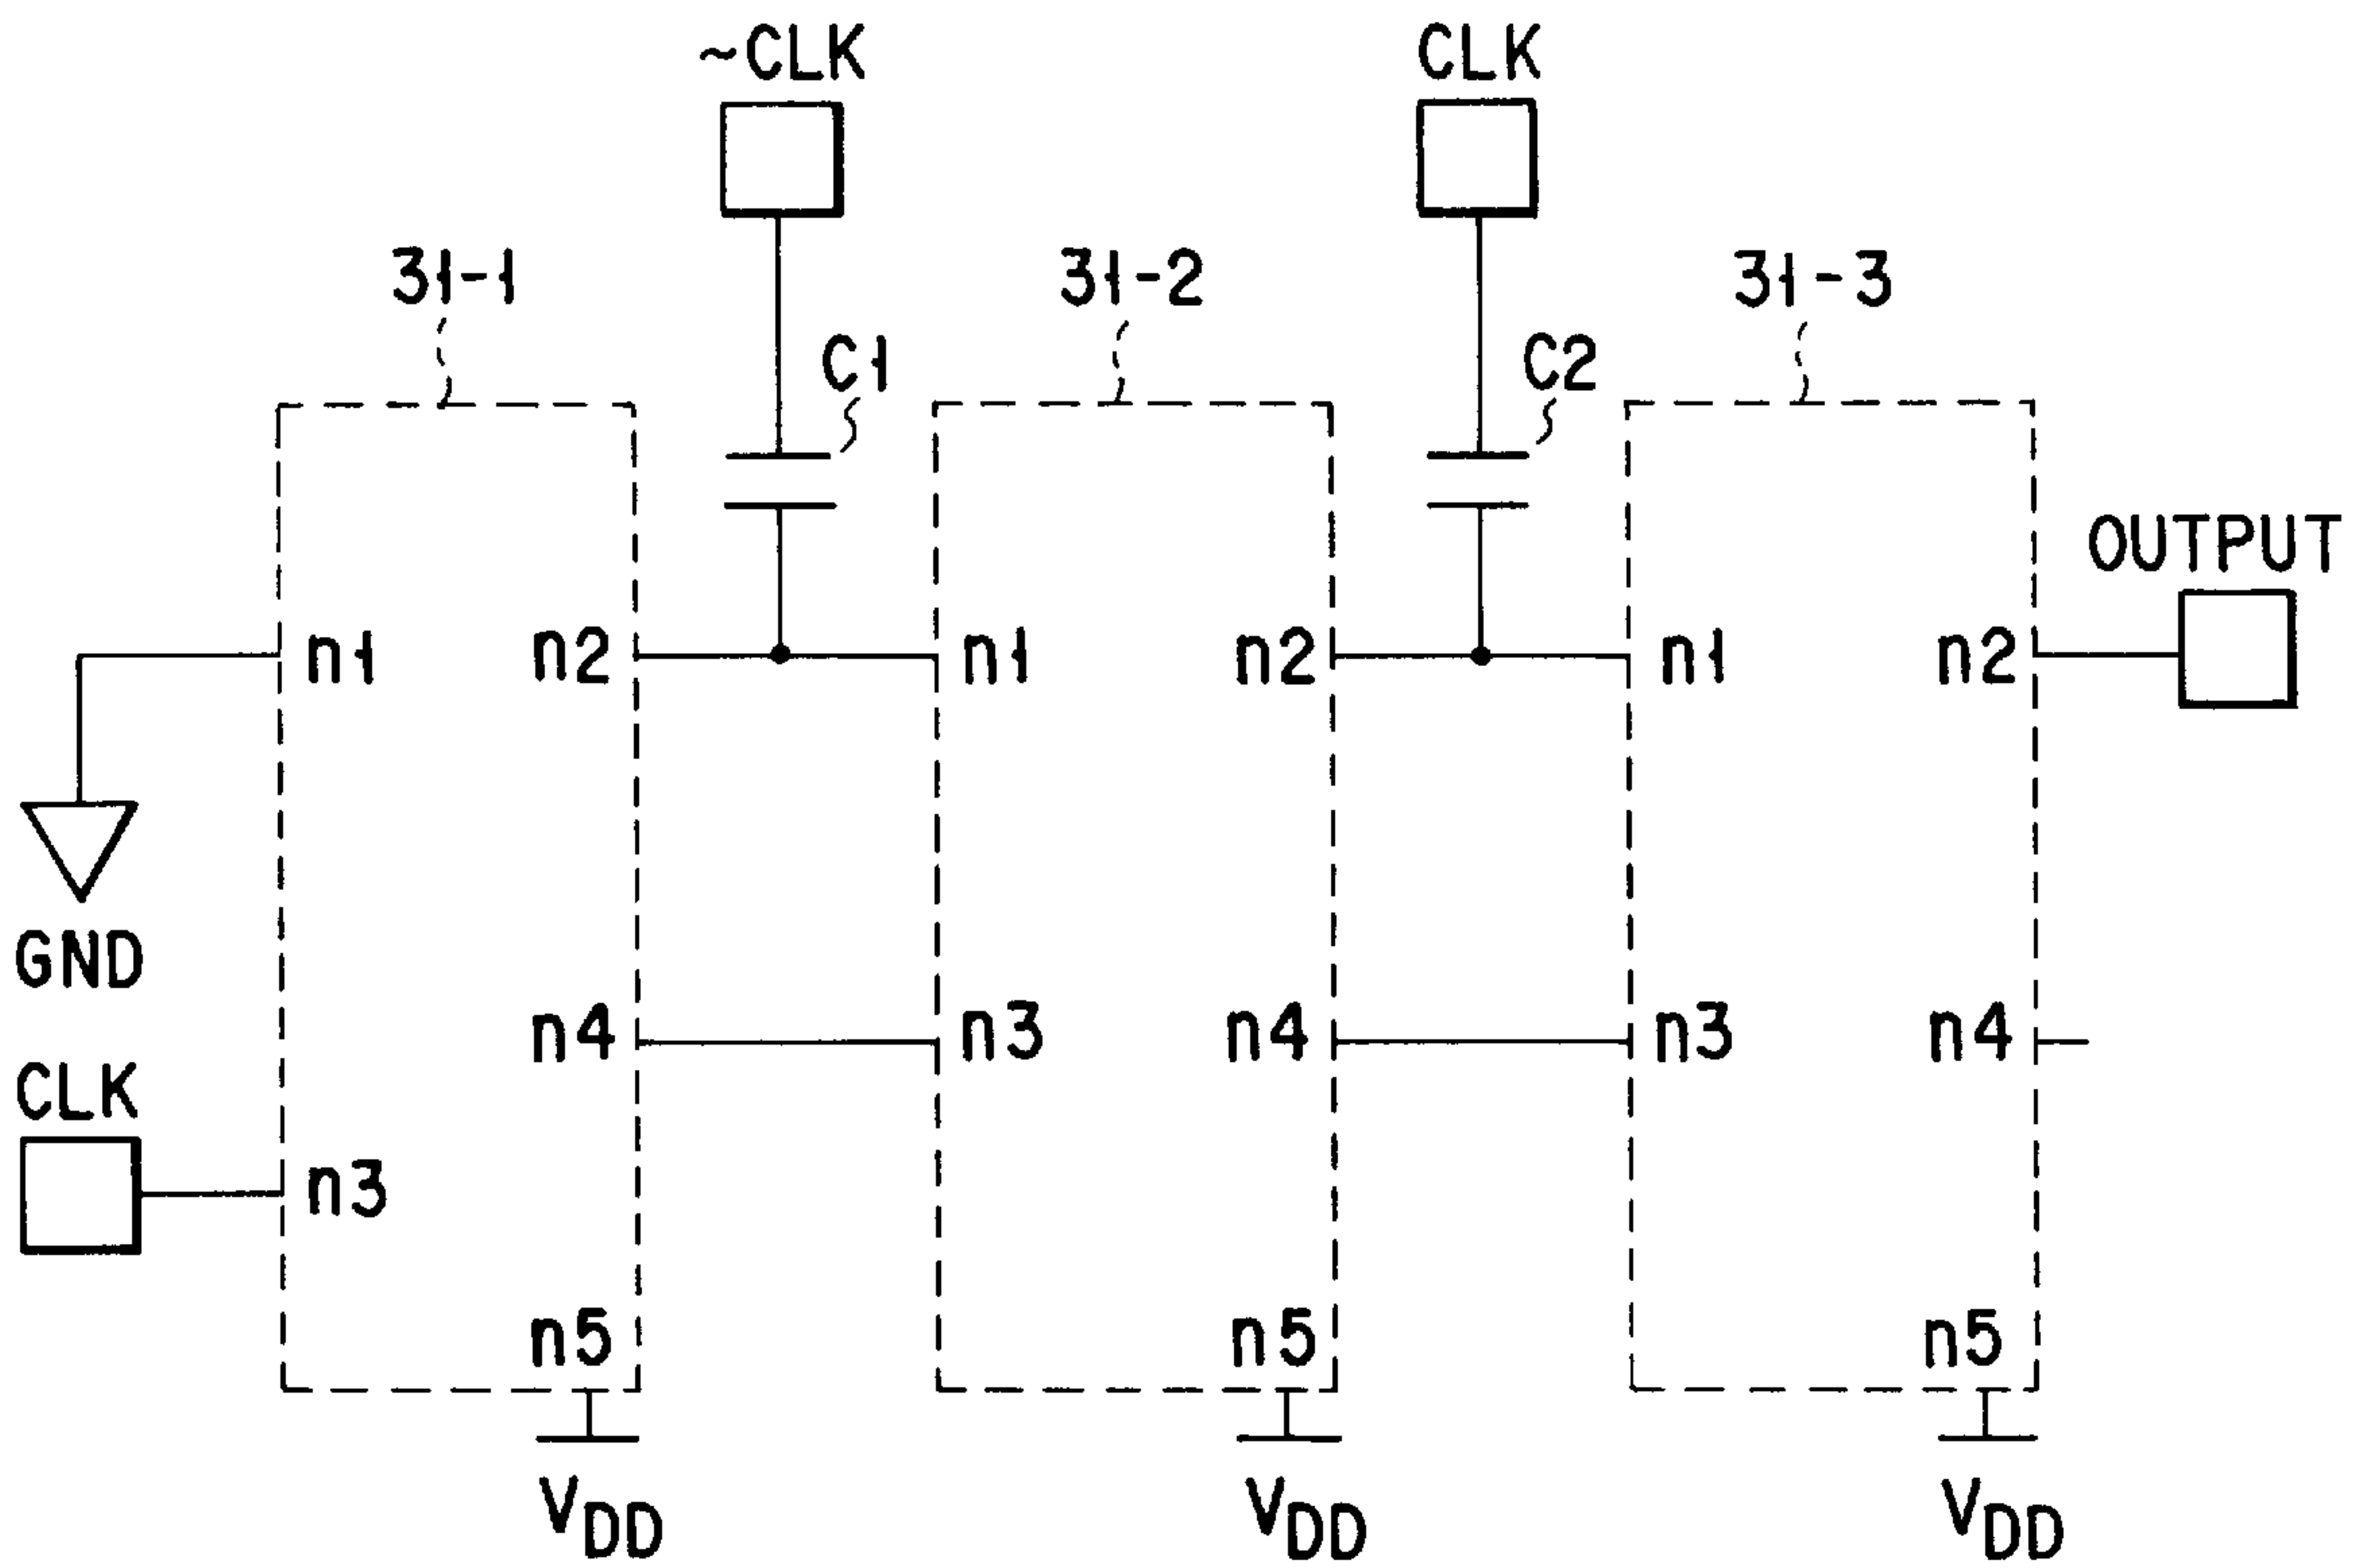 ~CLK
CLK
31-1
31-2
31-3
C1
C2
OUTPUT
n1
n2
n1
n2
n1
n2
GND
n4
n3
n4
n3
n4
CLK
n3
n5
n5
n5
VDD
VDD
VDD